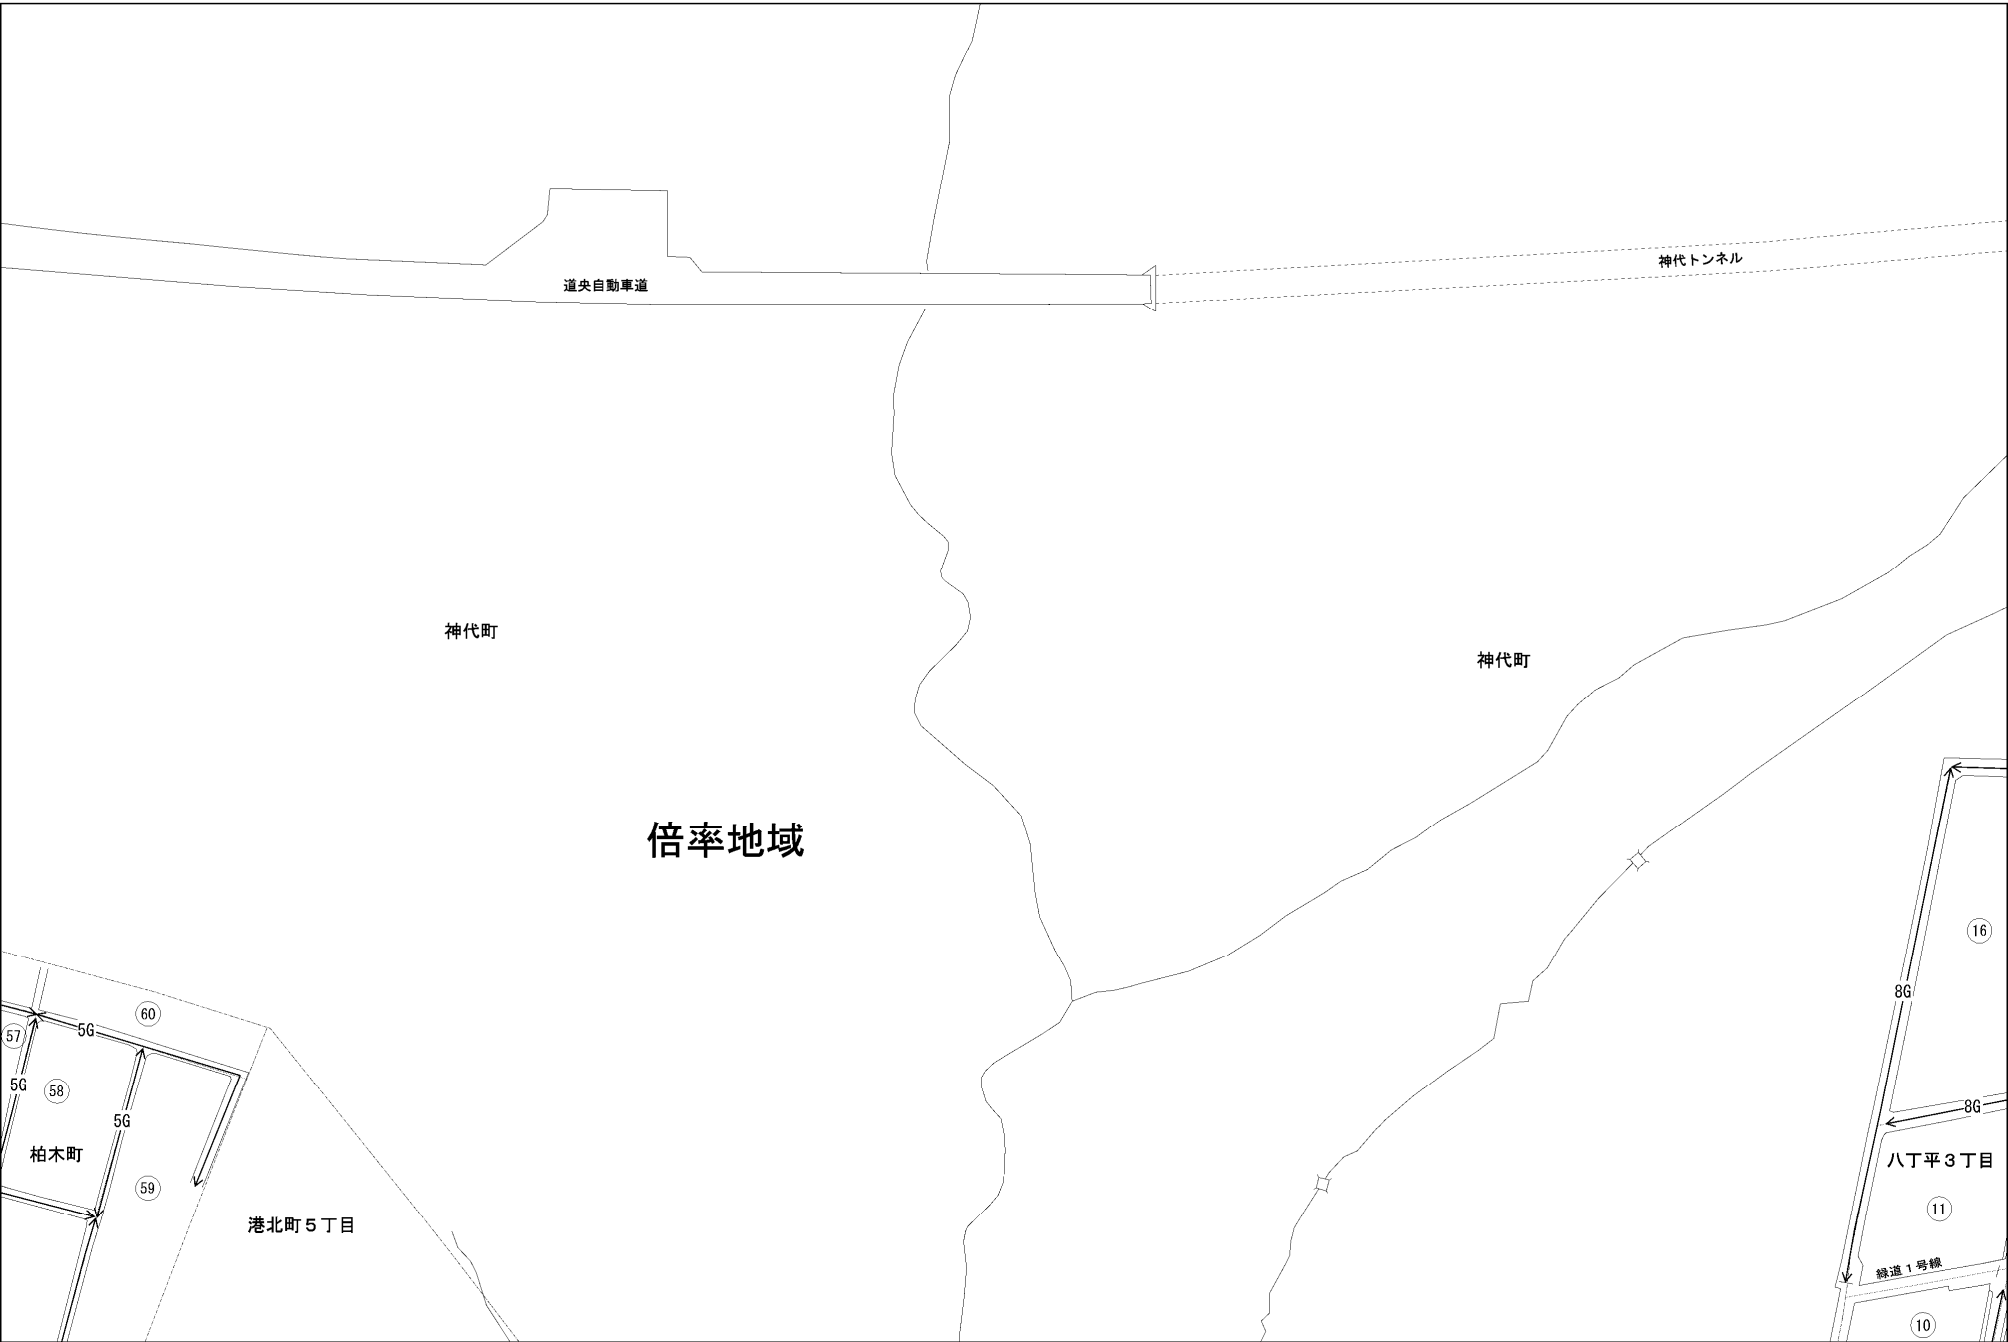 神代トンネル
道央自動車道
神代町
神代町
倍率地域
16
8G
60
5G
57
5G
58
5G
8G
柏木町
八丁平3丁目
59
11
港北町5丁目
緑道1号線
10